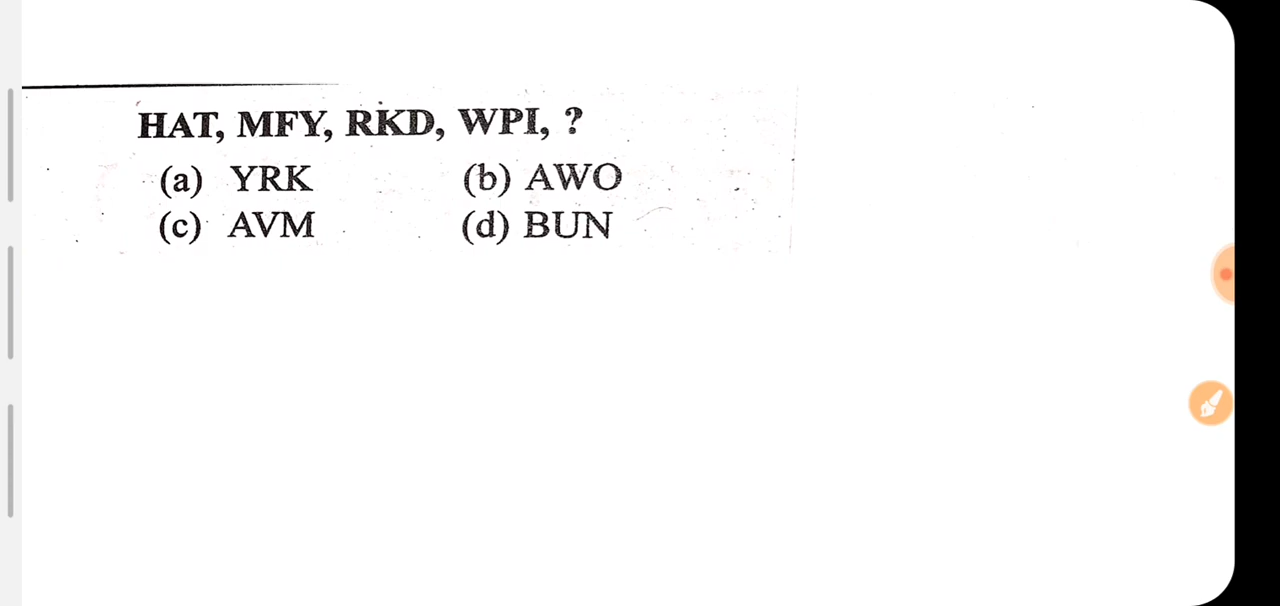 HAT, MFY, RKD, WPI, ?
(a) YRK (b) AWO
(c) AVM (d) BUN